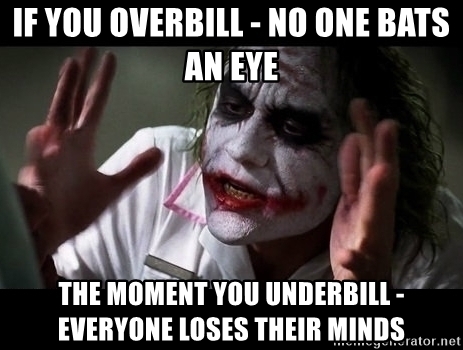 IF YOU OVERBILL - NO ONE BATS
AN EYE
THE MOMENT YOU UNDERBILL -
EVERYONE LOSES THEIR MINDS
memegenerator.net